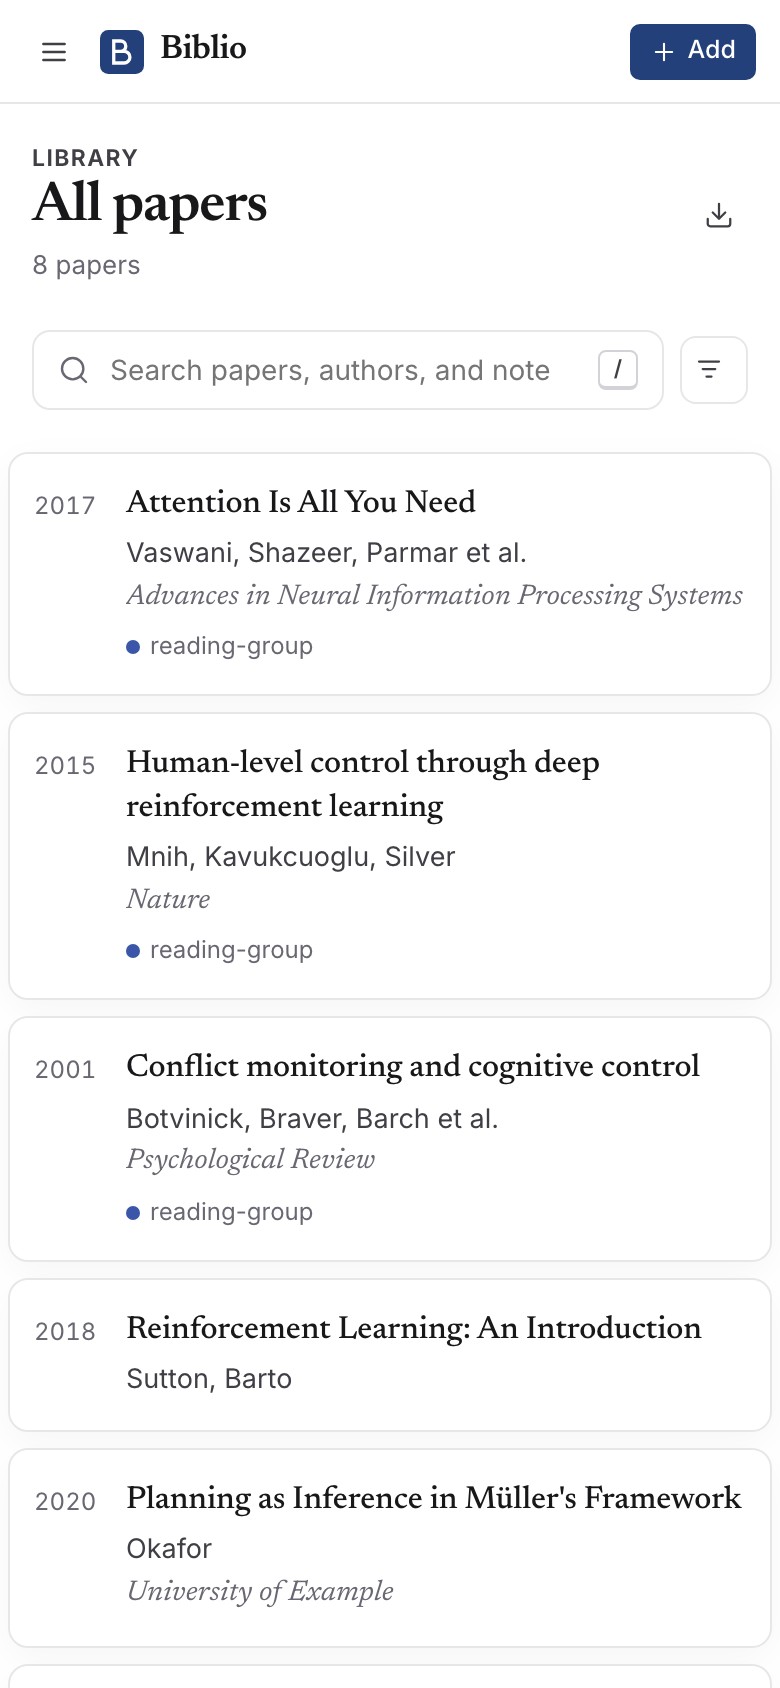 B Biblio
+ Add
LIBRARY
All papers
8 papers
Search papers, authors, and note
/
2017
Attention Is All You Need
Vaswani, Shazeer, Parmar et al.
Advances in Neural Information Processing Systems
reading-group
2015
Human-level control through deep
reinforcement learning
Mnih, Kavukcuoglu, Silver
Nature
reading-group
2001
Conflict monitoring and cognitive control
Botvinick, Braver, Barch et al.
Psychological Review
reading-group
2018
Reinforcement Learning: An Introduction
Sutton, Barto
2020
Planning as Inference in Müller's Framework
Okafor
University of Example